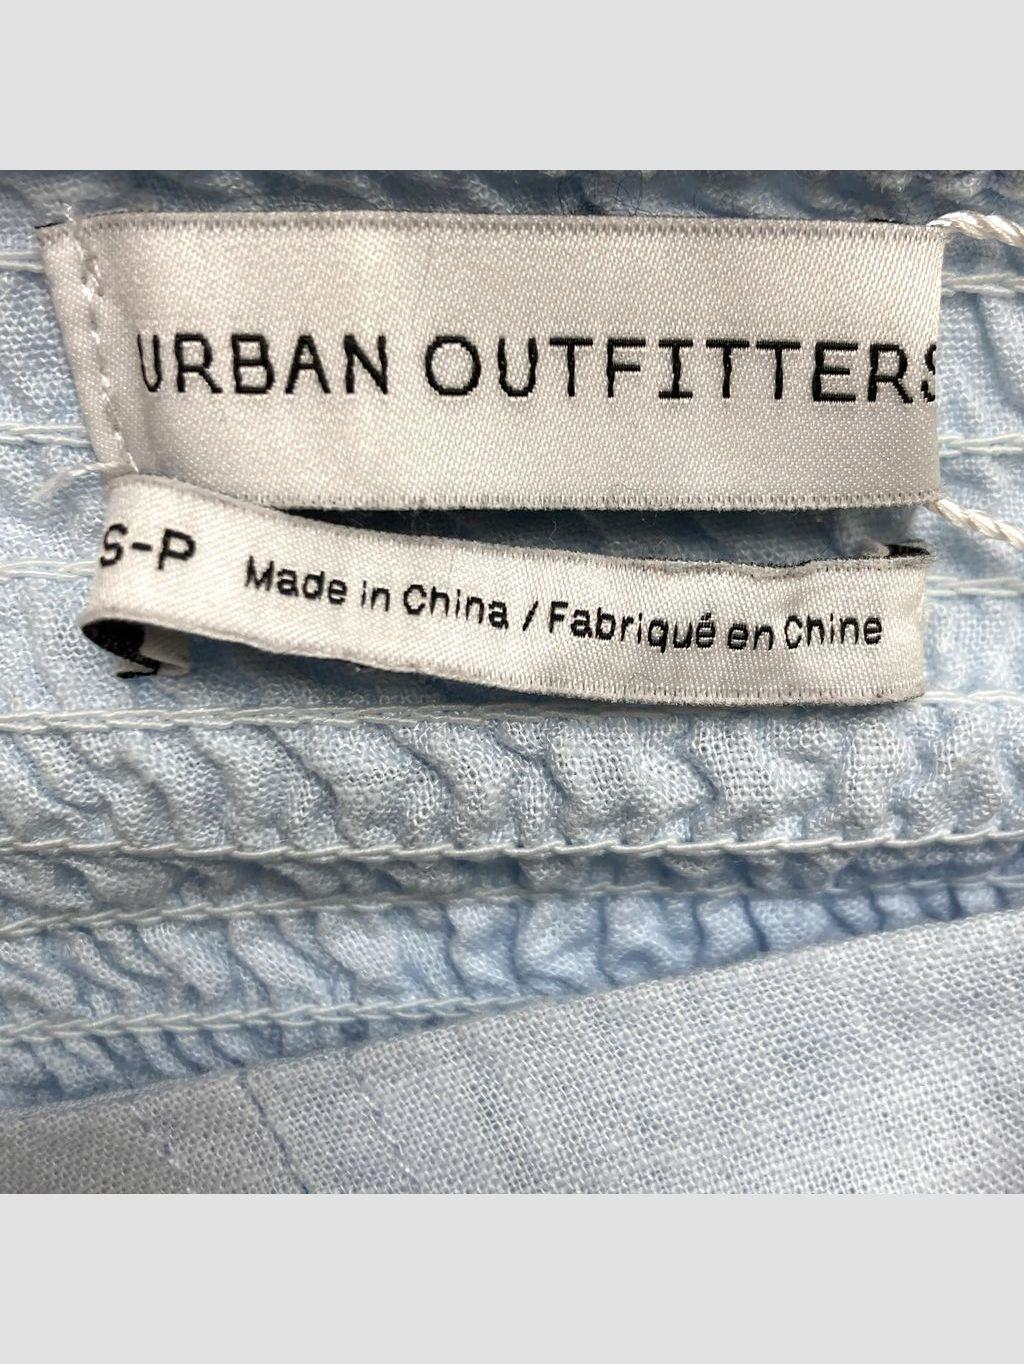 URBAN OUTFITTERS
S-P Made in China / Fabriqué en Chine